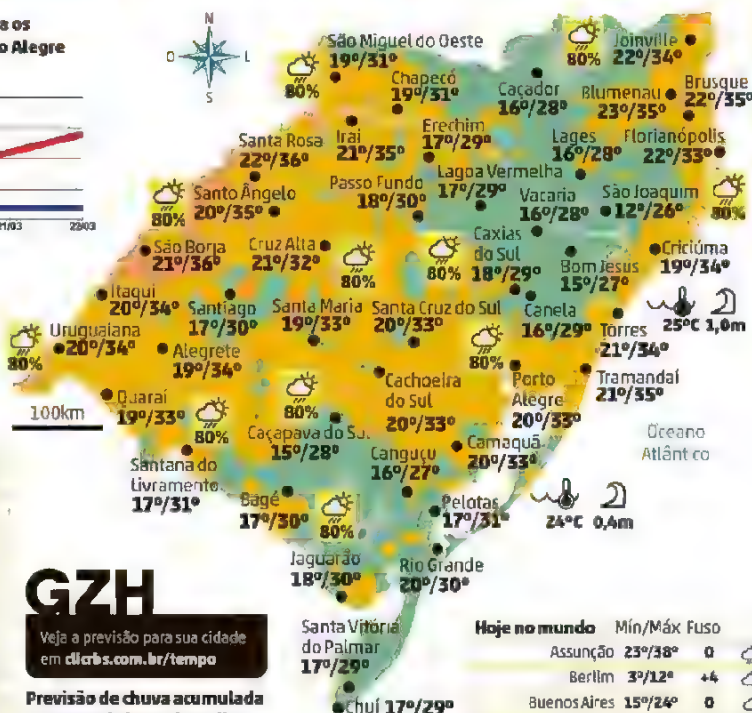 a os
o Alegre
1/03
22/03
N
O
L
S
São Miguel do Oeste
19º/31º
80%
Chapecó
19º/31º
Caçador
16º/28º
80%
Joinville
22º/34º
Blumenau
23º/35º
Brusque
22º/35º
Santa Rosa
22º/36º
Iraí
21º/35º
Erechim
17º/29º
Lages
16º/28º
Florianópolis
22º/33º
80%
Santo Ângelo
20º/35º
Passo Fundo
18º/30º
Lagoa Vermelha
17º/29º
Vacaria
16º/28º
São Joaquim
12º/26º
80%
São Borja
21º/36º
Cruz Alta
21º/32º
80%
80%
Caxias
do Sul
18º/29º
Bom Jesus
15º/27º
Criciúma
19º/34º
Itaqui
20º/34º
Santiago
17º/30º
Santa Maria
19º/33º
Santa Cruz do Sul
20º/33º
Canela
16º/29º
25ºC 1,0m
Torres
21º/34º
80%
Uruguaiana
20º/34º
Alegrete
19º/34º
80%
Cachoeira
do Sul
20º/33º
Porto
Alegre
20º/33º
Tramandaí
21º/35º
100km
Quaraí
19º/33º
80%
80%
Caçapava do Sul
15º/28º
Camaquã
20º/33º
Oceano
Atlântico
Santana do
Livramento
17º/31º
Bagé
17º/30º
Canguçu
16º/27º
Pelotas
17º/31º
24ºC 0,4m
80%
Jaguarão
18º/30º
Rio Grande
20º/30º
Santa Vitória
do Palmar
17º/29º
Chuí 17º/29º
GZH
Veja a previsão para sua cidade
em clicrbs.com.br/tempo
Previsão de chuva acumulada
Hoje no mundo Mín/Máx Fuso
Assunção 23º/38º 0
Berlim 3º/12º +4
Buenos Aires 15º/24º 0